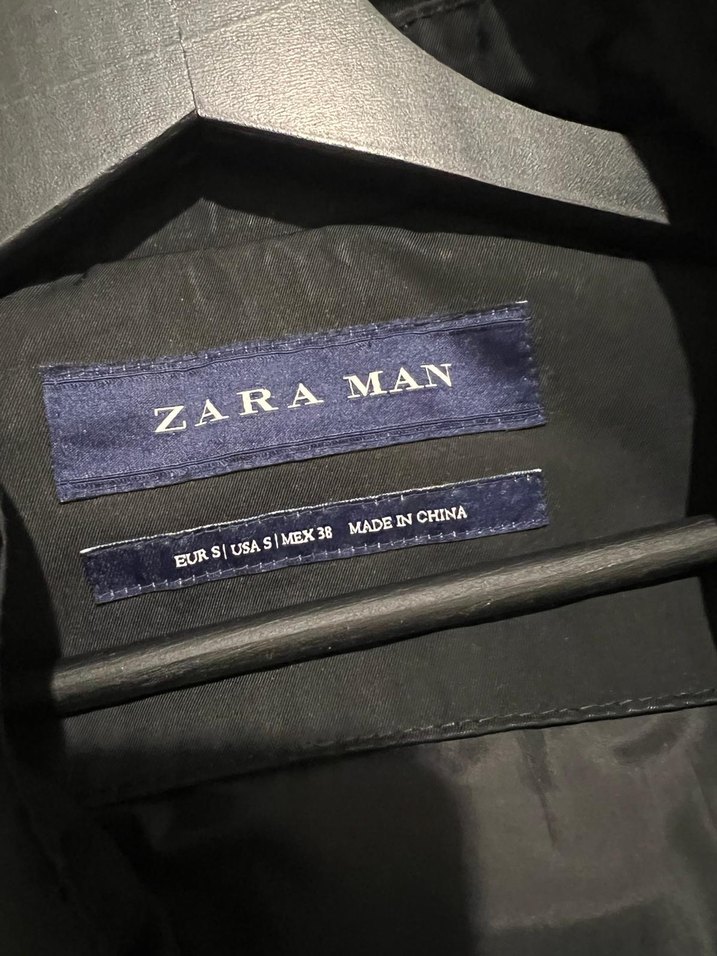 ZARA MAN
EUR S | USA S | MEX 38 MADE IN CHINA